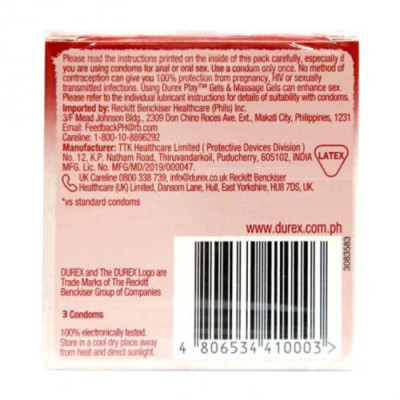 Please read the instructions printed on the inside of this pack carefully, especially if
you are using condoms for anal or oral sex. Use a condom only once. No method of
contraception can give you 100% protection from pregnancy, HIV or sexually
transmitted infections. Using Durex Play™ Gels & Massage Gels can enhance sex.
Please refer to the individual lubricant instructions for details of suitability with condoms.
Imported by: Reckitt Benckiser Healthcare (Phils) Inc.
3/F Mead Johnson Bldg., 2309 Don Chino Roces Ave. Ext., Makati City, Philippines, 1231
Email: FeedbackPH@rb.com
Careline: 1-800-10-8896292
Manufacturer: TTK Healthcare Limited ( Protective Devices Division )
No. 12, K.P. Natham Road, Thiruvandarkoil, Puducherry, 605102, INDIA
MFG. Lic. No. MFG/MD/2019/000047.
LATEX
UK Careline 0800 338 739, info@durex.co.uk Reckitt Benckiser
Healthcare (UK) Limited, Dansom Lane, Hull, East Yorkshire, HU8 7DS, UK.
*vs standard condoms
www.durex.com.ph
3083583
DUREX and The DUREX Logo are
Trade Marks of The Reckitt
Benckiser Group of Companies
3 Condoms
100% electronically tested.
Store in a cool dry place away
from heat and direct sunlight.
4 806534 410003 >